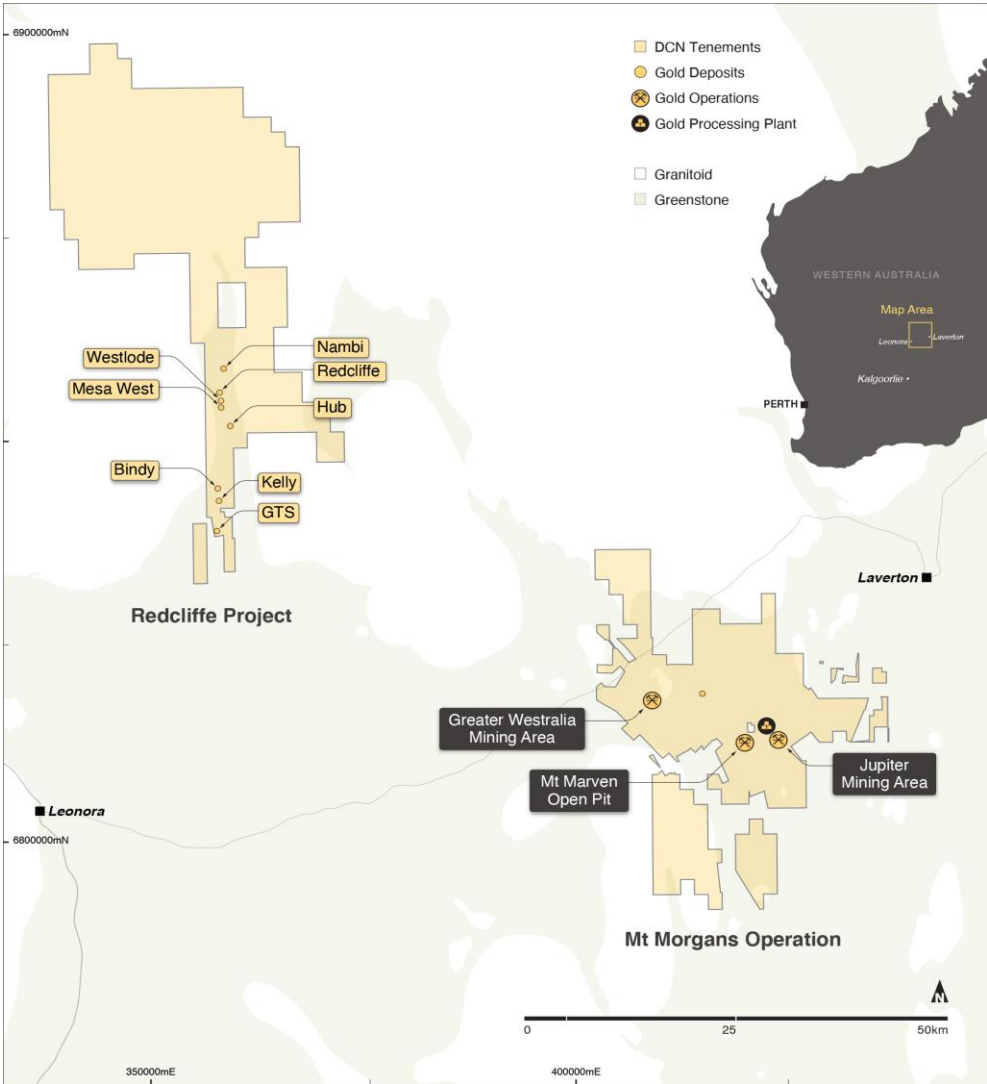 6900000mN
DCN Tenements
Gold Deposits
Gold Operations
Gold Processing Plant
Granitoid
Greenstone
WESTERN AUSTRALIA
Map Area
Leonora
Laverton
Kalgoorlie
PERTH
Nambi
Westlode
Redcliffe
Mesa West
Hub
Bindy
Kelly
GTS
Redcliffe Project
Laverton
Greater Westralia
Mining Area
Mt Marven
Open Pit
Jupiter
Mining Area
Leonora
6800000mN
Mt Morgans Operation
N
0
25
50km
350000mE
400000mE